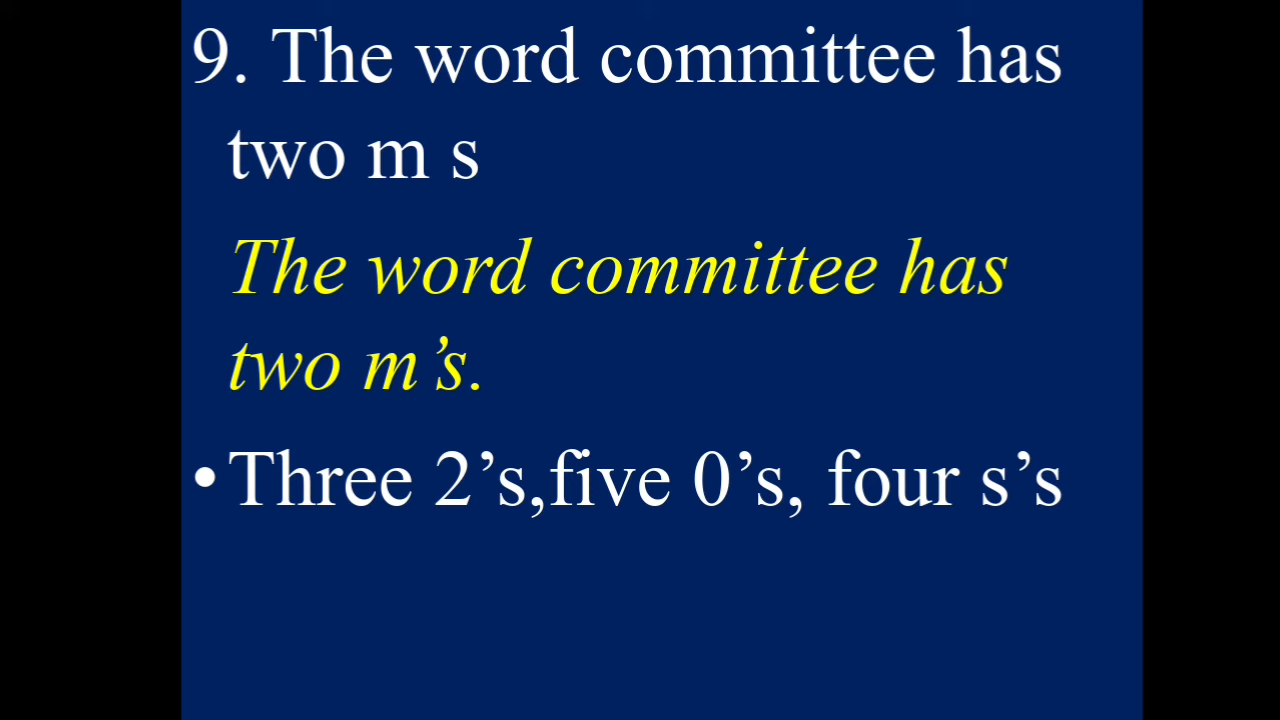 9. The word committee has
two m s
The word committee has
two m’s.
•Three 2’s,five 0’s, four s’s